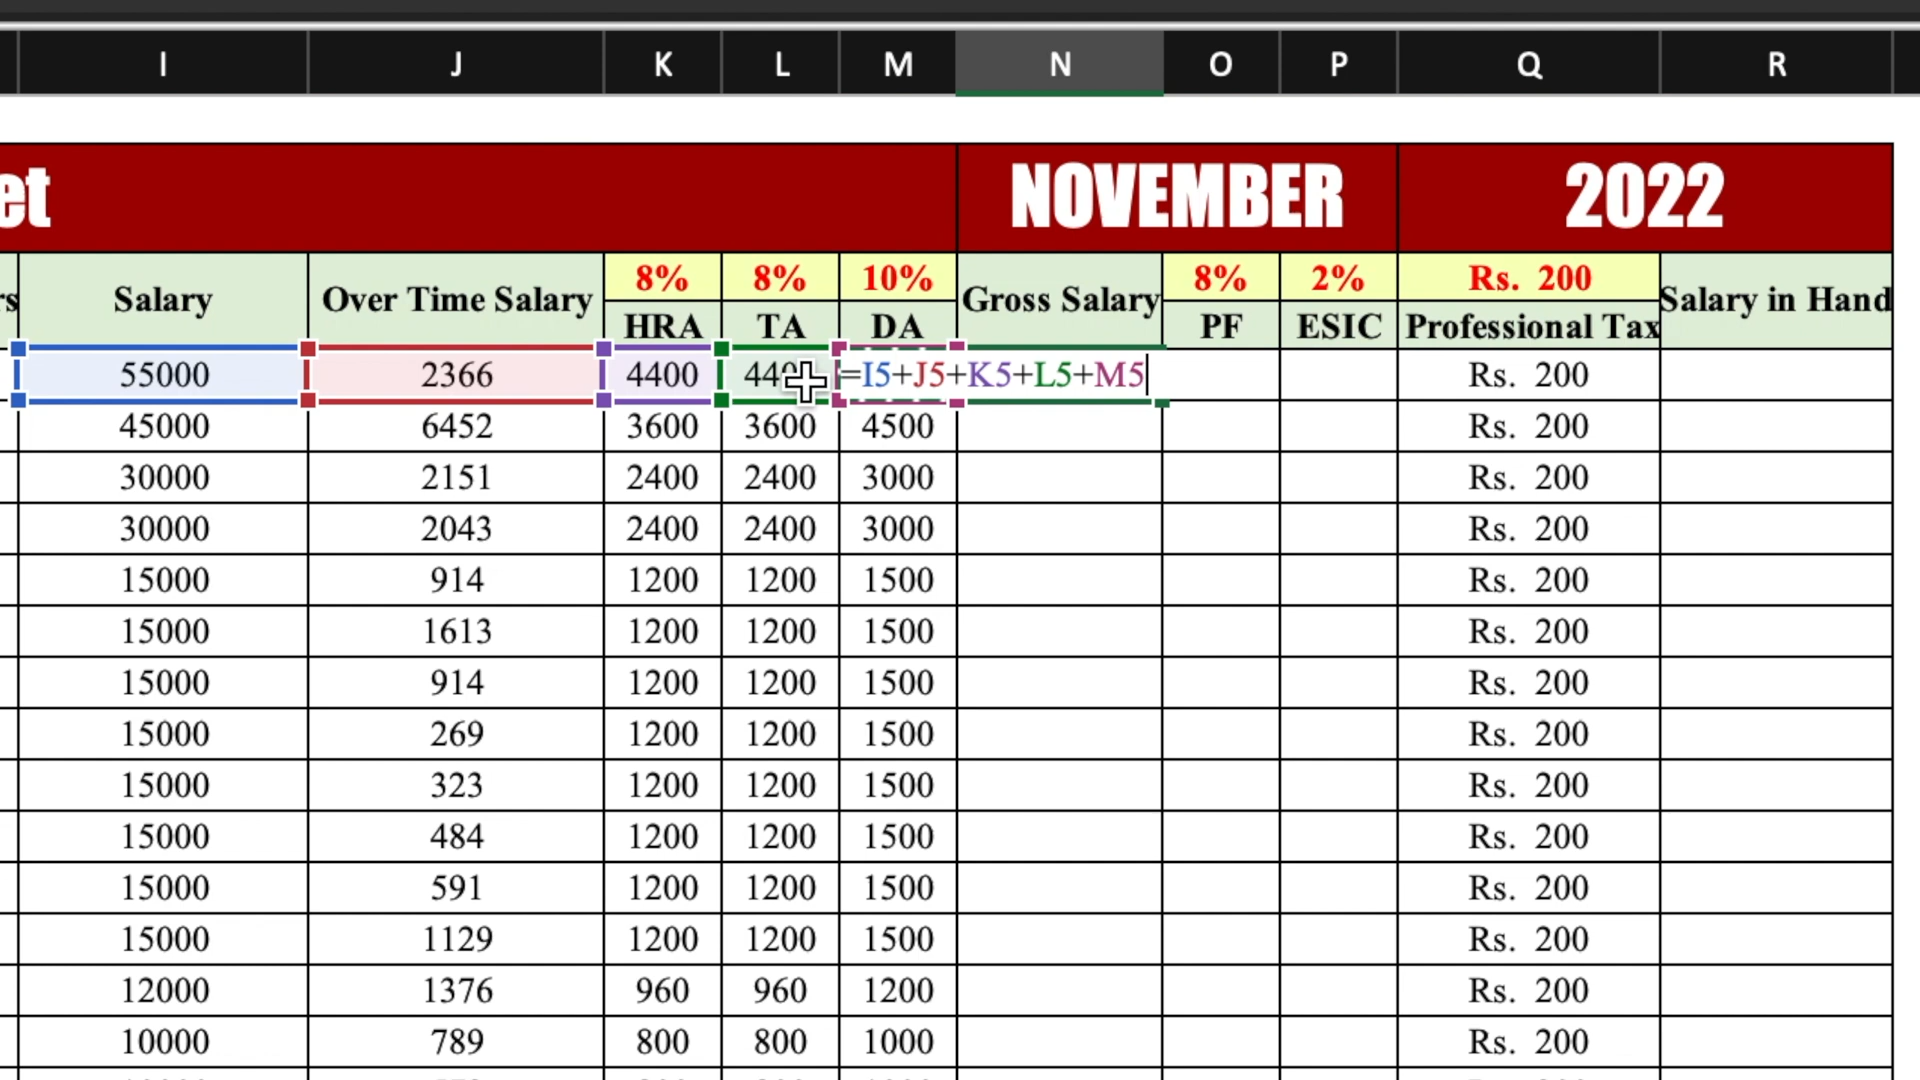 I J K L M N O P Q R
et NOVEMBER 2022
8% 8% 10% 8% 2% Rs. 200
rs Salary Over Time Salary HRA TA DA Gross Salary PF ESIC Professional Tax Salary in Hand
55000 2366 4400 =I5+J5+K5+L5+M5 Rs. 200
45000 6452 3600 3600 4500 Rs. 200
30000 2151 2400 2400 3000 Rs. 200
30000 2043 2400 2400 3000 Rs. 200
15000 914 1200 1200 1500 Rs. 200
15000 1613 1200 1200 1500 Rs. 200
15000 914 1200 1200 1500 Rs. 200
15000 269 1200 1200 1500 Rs. 200
15000 323 1200 1200 1500 Rs. 200
15000 484 1200 1200 1500 Rs. 200
15000 591 1200 1200 1500 Rs. 200
15000 1129 1200 1200 1500 Rs. 200
12000 1376 960 960 1200 Rs. 200
10000 789 800 800 1000 Rs. 200